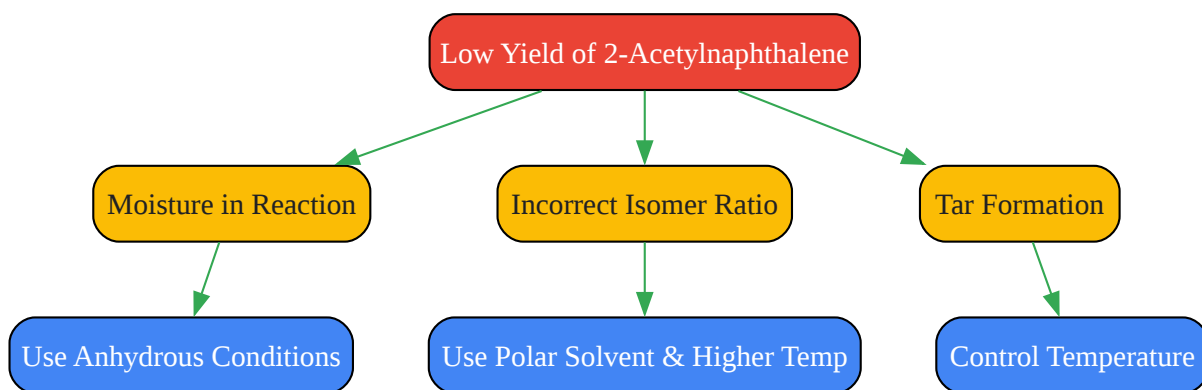 Low Yield of 2-Acetylnaphthalene
Moisture in Reaction
Incorrect Isomer Ratio
Tar Formation
Use Anhydrous Conditions
Use Polar Solvent & Higher Temp
Control Temperature